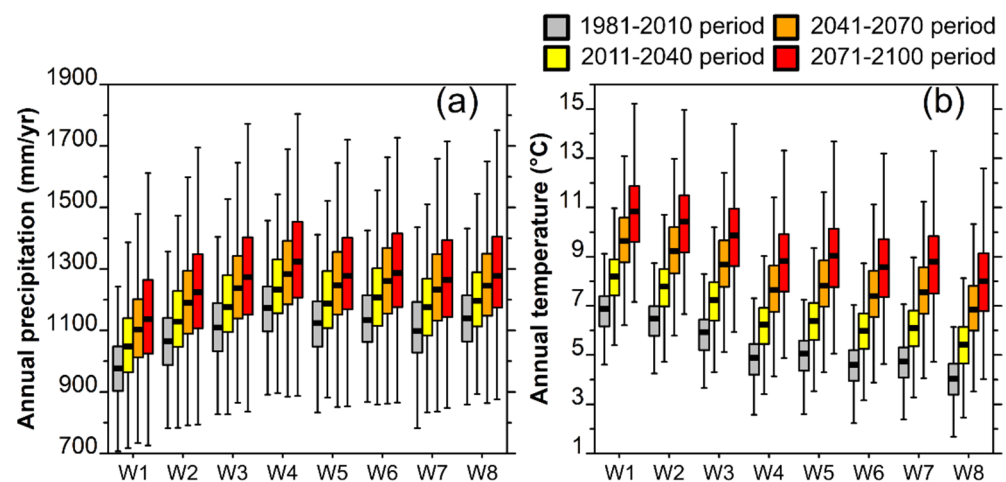 1981-2010 period 2041-2070 period
2011-2040 period 2071-2100 period
Annual precipitation (mm/yr)
1900
1700
1500
1300
1100
900
700
(a)
W1 W2 W3 W4 W5 W6 W7 W8
Annual temperature (°C)
15
13
11
9
7
5
3
1
(b)
W1 W2 W3 W4 W5 W6 W7 W8